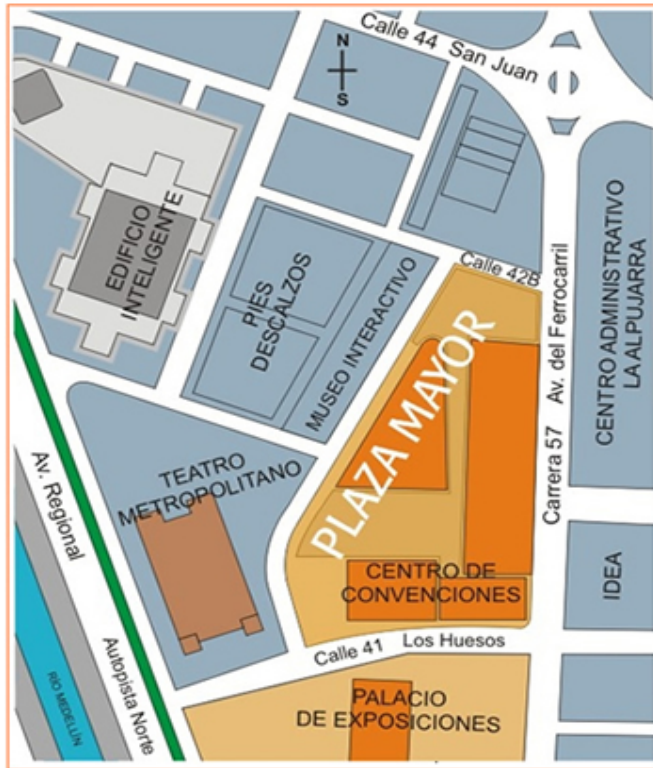 Calle 44 San Juan
N
S
EDIFICIO
INTELIGENTE
PIES
DESCALZOS
MUSEO INTERACTIVO
Calle 42B
PLAZA MAYOR
Av. del Ferrocarril
Carrera 57
CENTRO ADMINISTRATIVO
LA ALPUJARRA
TEATRO
METROPOLITANO
Av. Regional
CENTRO DE
CONVENCIONES
IDEA
Calle 41 Los Huesos
Autopista Norte
RÍO MEDELLÍN
PALACIO
DE EXPOSICIONES